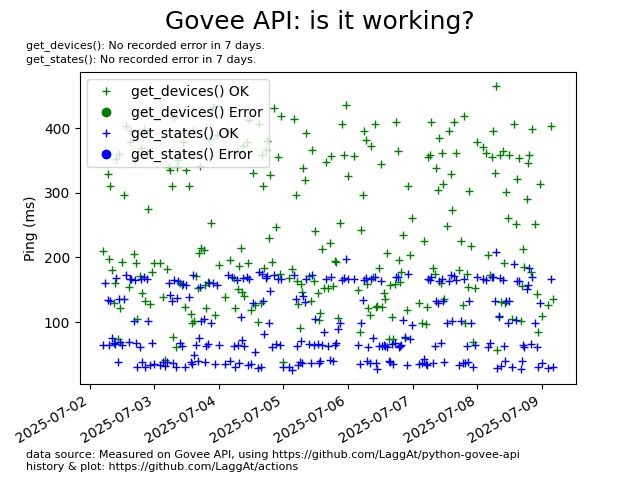 Govee API: is it working?
get_devices(): No recorded error in 7 days.
get_states(): No recorded error in 7 days.
get_devices() OK
get_devices() Error
get_states() OK
get_states() Error
Ping (ms)
400
300
200
100
2025-07-02
2025-07-03
2025-07-04
2025-07-05
2025-07-06
2025-07-07
2025-07-08
2025-07-09
data source: Measured on Govee API, using https://github.com/LaggAt/python-govee-api
history & plot: https://github.com/LaggAt/actions